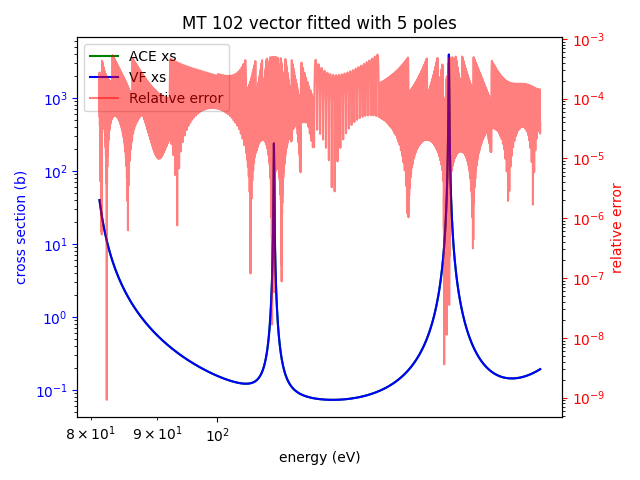 MT 102 vector fitted with 5 poles
ACE xs
VF xs
Relative error
cross section (b)
10³
10²
10¹
10⁰
10⁻¹
10⁻³
10⁻⁴
10⁻⁵
10⁻⁶
10⁻⁷
10⁻⁸
10⁻⁹
relative error
8 × 10¹ 9 × 10¹ 10²
energy (eV)